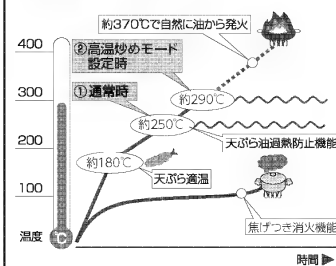 約370℃で自然に油から発火
400
②高温炒めモード
設定時
300
①通常時
約290℃
約250℃
天ぷら油過熱防止機能
200
約180℃
天ぷら適温
100
焦げつき消火機能
温度
℃
時間▶